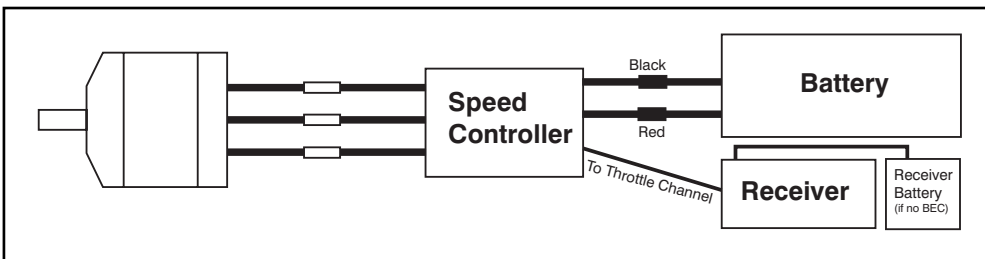 Black
Battery
Speed
Controller
Red
To Throttle Channel
Receiver
Receiver
Battery
(if no BEC)